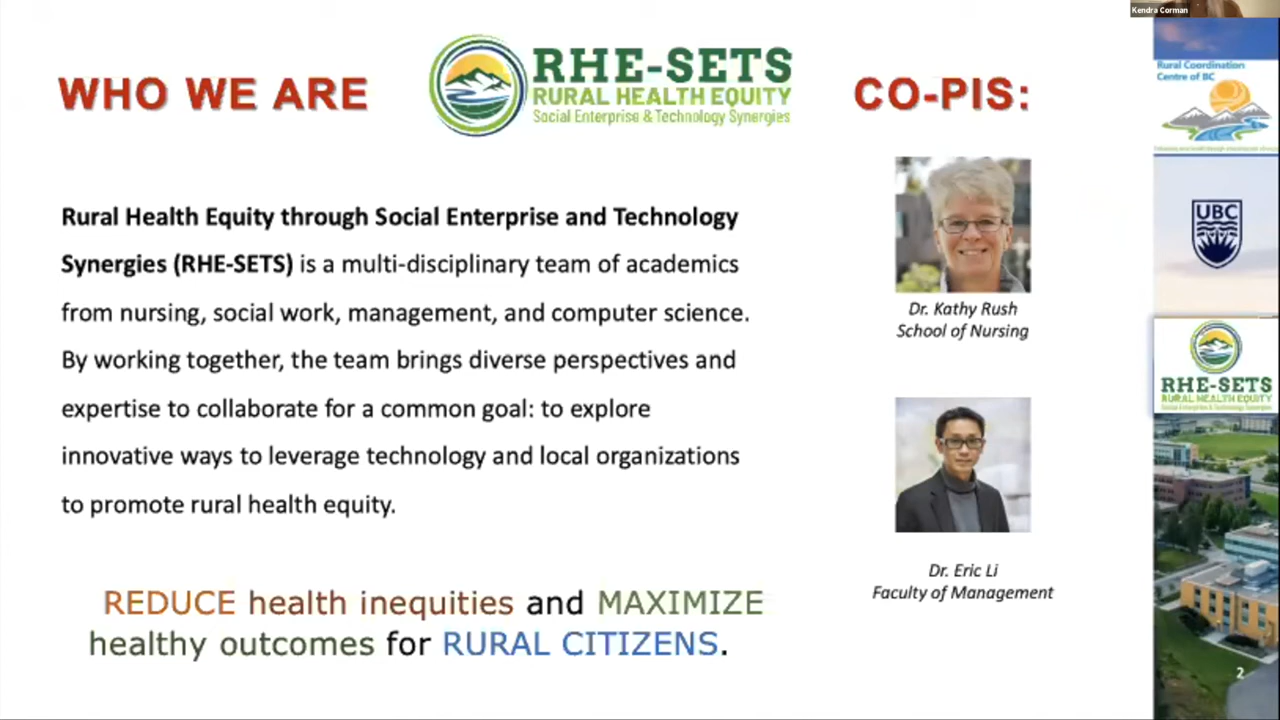 Kendra Corman
WHO WE ARE
RHE-SETS
RURAL HEALTH EQUITY
Social Enterprise & Technology Synergies
CO-PIS:
Rural Health Equity through Social Enterprise and Technology
Synergies (RHE-SETS) is a multi-disciplinary team of academics
from nursing, social work, management, and computer science.
By working together, the team brings diverse perspectives and
expertise to collaborate for a common goal: to explore
innovative ways to leverage technology and local organizations
to promote rural health equity.
REDUCE health inequities and MAXIMIZE
healthy outcomes for RURAL CITIZENS.
Dr. Kathy Rush
School of Nursing
Dr. Eric Li
Faculty of Management
Rural Coordination
Centre of BC
UBC
RHE-SETS
RURAL HEALTH EQUITY
Social Enterprise & Technology Synergies
2